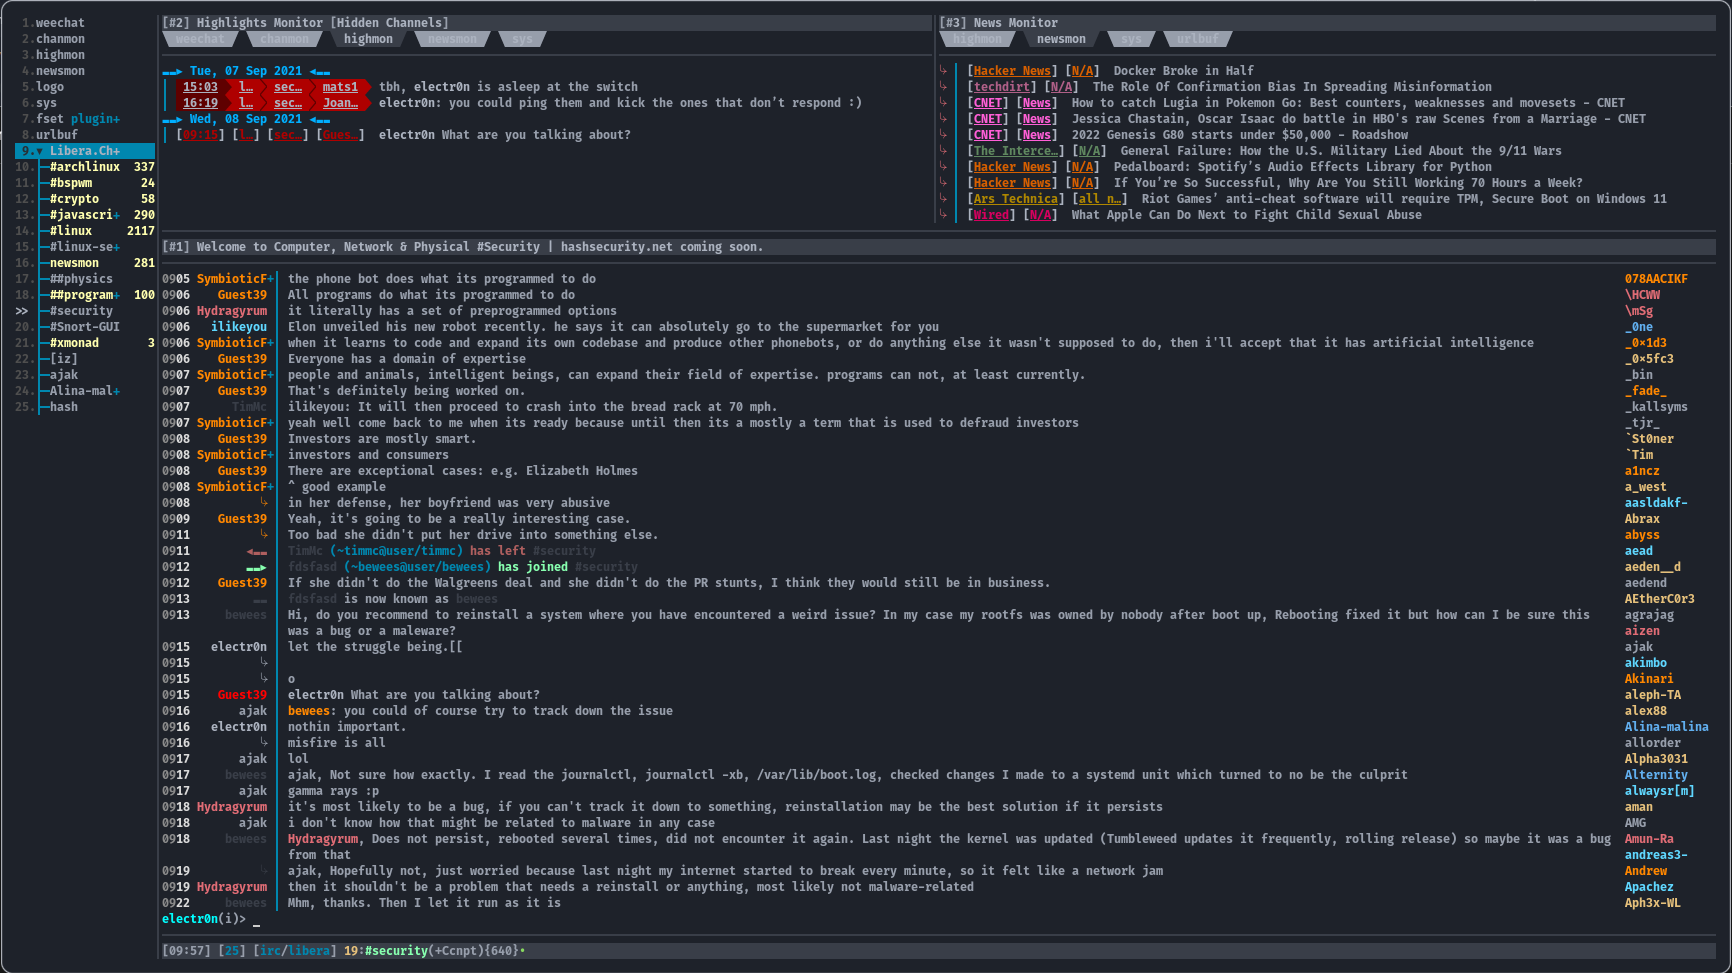 1.weechat
2.chanmon
3.highmon
4.newsmon
5.logo
6.sys
7.fset plugin+
8.urlbuf
9.▼ Libera.Ch+
10.├─#archlinux 337
11.├─#bspwm 24
12.├─#crypto 58
13.├─#javascri+ 290
14.├─#linux 2117
15.├─#linux-se+
16.├─newsmon 281
17.├─##physics
18.├─##program+ 100
>> ├─#security
20.├─#Snort-GUI
21.├─#xmonad 3
22.├─[iz]
23.├─ajak
24.├─Alina-mal+
25.├─hash
[#2] Highlights Monitor [Hidden Channels]
weechat chanmon highmon newsmon sys
Tue, 07 Sep 2021
15:03 l… sec… mats1 tbh, electr0n is asleep at the switch
16:19 l… sec… Joan… electr0n: you could ping them and kick the ones that don’t respond :)
Wed, 08 Sep 2021
[09:15] [l…] [sec…] [Gues…] electr0n What are you talking about?
[#3] News Monitor
highmon newsmon sys urlbuf
[Hacker News] [N/A] Docker Broke in Half
[techdirt] [N/A] The Role Of Confirmation Bias In Spreading Misinformation
[CNET] [News] How to catch Lugia in Pokemon Go: Best counters, weaknesses and movesets - CNET
[CNET] [News] Jessica Chastain, Oscar Isaac do battle in HBO's raw Scenes from a Marriage - CNET
[CNET] [News] 2022 Genesis G80 starts under $50,000 - Roadshow
[The Interce…] [N/A] General Failure: How the U.S. Military Lied About the 9/11 Wars
[Hacker News] [N/A] Pedalboard: Spotify’s Audio Effects Library for Python
[Hacker News] [N/A] If You’re So Successful, Why Are You Still Working 70 Hours a Week?
[Ars Technica] [all n…] Riot Games’ anti-cheat software will require TPM, Secure Boot on Windows 11
[Wired] [N/A] What Apple Can Do Next to Fight Child Sexual Abuse
[#1] Welcome to Computer, Network & Physical #Security | hashsecurity.net coming soon.
0905 SymbioticF+ the phone bot does what its programmed to do
0906 Guest39 All programs do what its programmed to do
0906 Hydragyrum it literally has a set of preprogrammed options
0906 ilikeyou Elon unveiled his new robot recently. he says it can absolutely go to the supermarket for you
0906 SymbioticF+ when it learns to code and expand its own codebase and produce other phonebots, or do anything else it wasn't supposed to do, then i'll accept that it has artificial intelligence
0906 Guest39 Everyone has a domain of expertise
0907 SymbioticF+ people and animals, intelligent beings, can expand their field of expertise. programs can not, at least currently.
0907 Guest39 That's definitely being worked on.
0907 TimMc ilikeyou: It will then proceed to crash into the bread rack at 70 mph.
0907 SymbioticF+ yeah well come back to me when its ready because until then its a mostly a term that is used to defraud investors
0908 Guest39 Investors are mostly smart.
0908 SymbioticF+ investors and consumers
0908 Guest39 There are exceptional cases: e.g. Elizabeth Holmes
0908 SymbioticF+ ^ good example
0908 ↳ in her defense, her boyfriend was very abusive
0909 Guest39 Yeah, it's going to be a really interesting case.
0911 ↳ Too bad she didn't put her drive into something else.
0911 TimMc (~timmc@user/timmc) has left #security
0912 fdsfasd (~bewees@user/bewees) has joined #security
0912 Guest39 If she didn't do the Walgreens deal and she didn't do the PR stunts, I think they would still be in business.
0913 fdsfasd is now known as bewees
0913 bewees Hi, do you recommend to reinstall a system where you have encountered a weird issue? In my case my rootfs was owned by nobody after boot up, Rebooting fixed it but how can I be sure this
was a bug or a maleware?
0915 electr0n let the struggle being.[[
0915 ↳
0915 ↳ o
0915 Guest39 electr0n What are you talking about?
0916 ajak bewees: you could of course try to track down the issue
0916 electr0n nothin important.
0916 ↳ misfire is all
0917 ajak lol
0917 bewees ajak, Not sure how exactly. I read the journalctl, journalctl -xb, /var/lib/boot.log, checked changes I made to a systemd unit which turned to no be the culprit
0917 ajak gamma rays :p
0918 Hydragyrum it's most likely to be a bug, if you can't track it down to something, reinstallation may be the best solution if it persists
0918 ajak i don't know how that might be related to malware in any case
0918 bewees Hydragyrum, Does not persist, rebooted several times, did not encounter it again. Last night the kernel was updated (Tumbleweed updates it frequently, rolling release) so maybe it was a bug
from that
0919 ↳ ajak, Hopefully not, just worried because last night my internet started to break every minute, so it felt like a network jam
0919 Hydragyrum then it shouldn't be a problem that needs a reinstall or anything, most likely not malware-related
0922 bewees Mhm, thanks. Then I let it run as it is
electr0n(i)> _
078AACIKF
\HCWW
\mSg
_0ne
_0×1d3
_0×5fc3
_bin
_fade_
_kallsyms
_tjr_
`St0ner
`Tim
a1ncz
a_west
aasldakf-
Abrax
abyss
aead
aeden__d
aedend
AEtherC0r3
agrajag
aizen
ajak
akimbo
Akinari
aleph-TA
alex88
Alina-malina
allorder
Alpha3031
Alternity
alwaysr[m]
aman
AMG
Amun-Ra
andreas3-
Andrew
Apachez
Aph3x-WL
[09:57] [25] [irc/libera] 19:#security(+Ccnpt){640}•